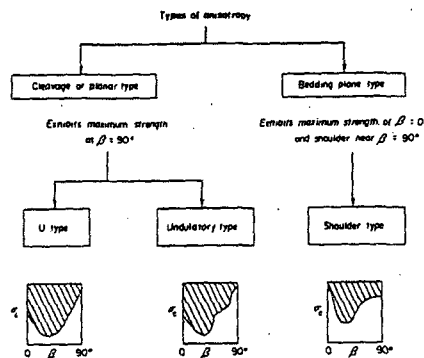 Types of anisotropy
Cleavage or planar type
Bedding plane type
Exhibits maximum strength
at β = 90°
Exhibits maximum strength at β = 0
and shoulder near β = 90°
U type
Undulatory type
Shoulder type
σc
0 β 90°
σc
0 β 90°
σc
0 β 90°